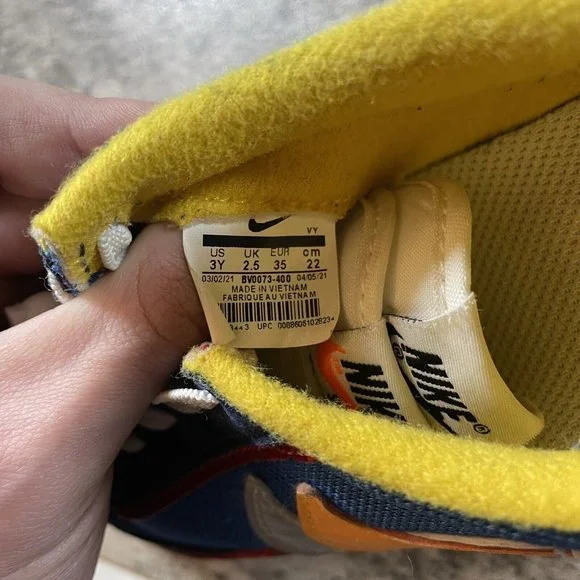 VY
US UK EUR cm
3Y 2.5 35 22
03/02/21 BV0073-400 04/05/21
MADE IN VIETNAM
FABRIQUE AU VIETNAM
UPC
NIKE
NIKE